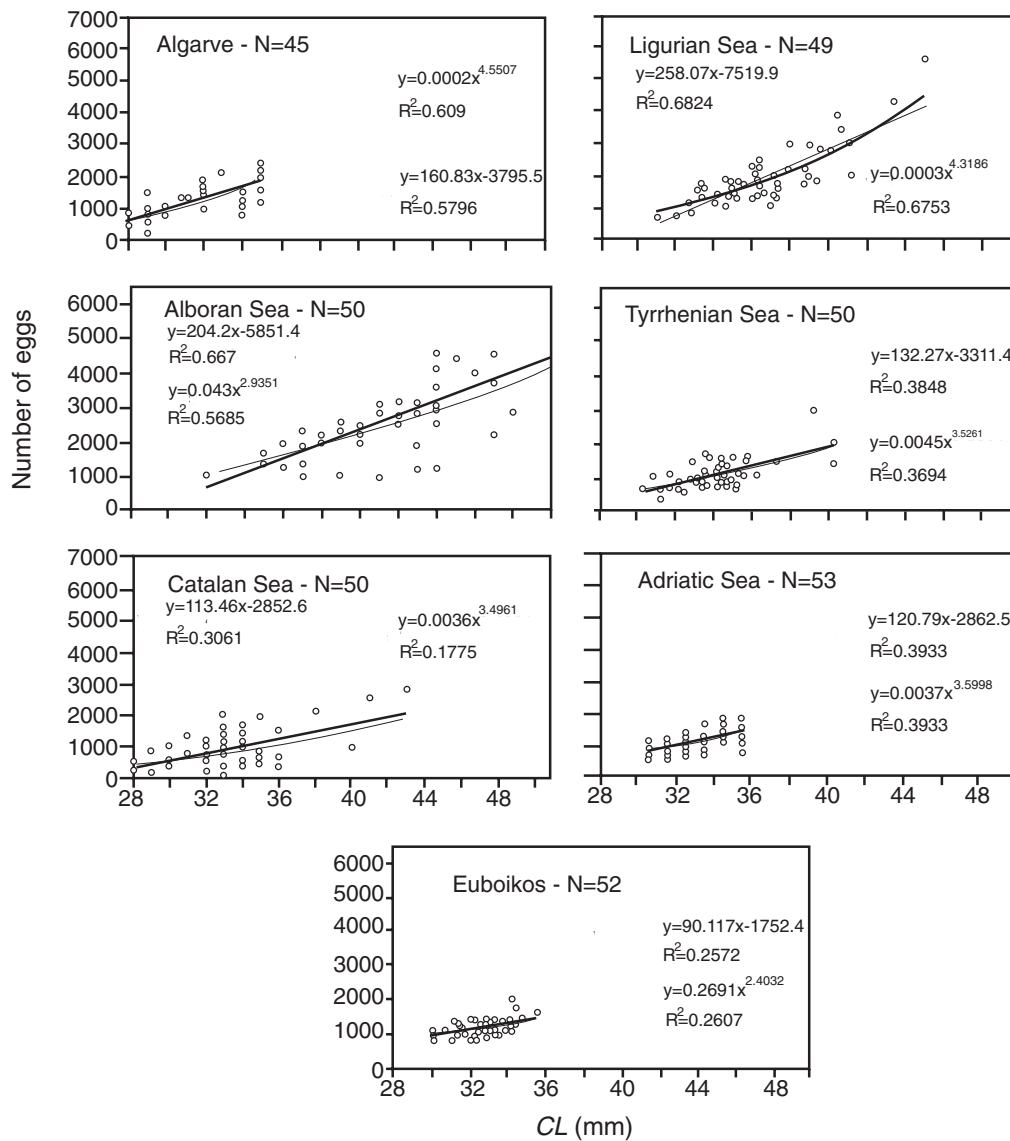 Number of eggs
7000
6000
5000
4000
3000
2000
1000
0
Algarve - N=45
y=0.0002x^4.5507
R²=0.609
y=160.83x-3795.5
R²=0.5796
Ligurian Sea - N=49
y=258.07x-7519.9
R²=0.6824
y=0.0003x^4.3186
R²=0.6753
6000
5000
4000
3000
2000
1000
0
Alboran Sea - N=50
y=204.2x-5851.4
R²=0.667
y=0.043x^2.9351
R²=0.5685
Tyrrhenian Sea - N=50
y=132.27x-3311.4
R²=0.3848
y=0.0045x^3.5261
R²=0.3694
7000
6000
5000
4000
3000
2000
1000
0
Catalan Sea - N=50
y=113.46x-2852.6
R²=0.3061
y=0.0036x^3.4961
R²=0.1775
28 32 36 40 44 48
Adriatic Sea - N=53
y=120.79x-2862.5
R²=0.3933
y=0.0037x^3.5998
R²=0.3933
28 32 36 40 44 48
6000
5000
4000
3000
2000
1000
0
Euboikos - N=52
y=90.117x-1752.4
R²=0.2572
y=0.2691x^2.4032
R²=0.2607
28 32 36 40 44 48
CL (mm)